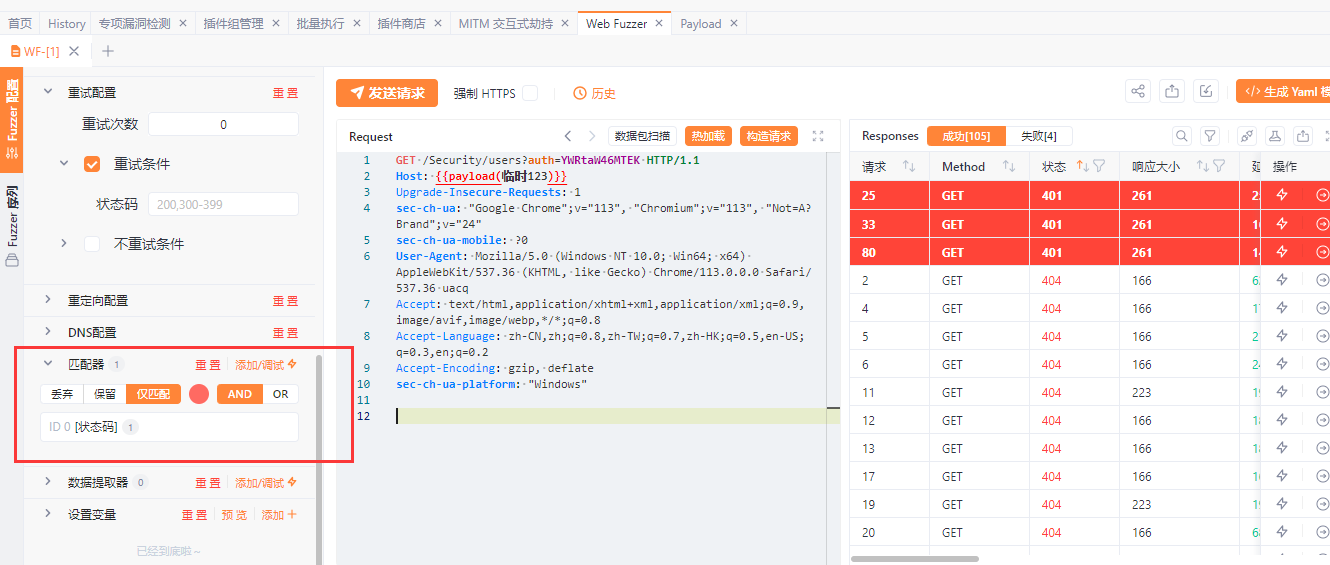 首页 History 专项漏洞检测 插件组管理 批量执行 插件商店 MITM 交互式劫持 Web Fuzzer Payload
WF-[1]
Fuzzer 配置
Fuzzer 序列
重试配置 重置
重试次数 0
重试条件
状态码 200,300-399
不重试条件
重定向配置 重置
DNS配置 重置
匹配器 1 重置 添加/调试
丢弃 保留 仅匹配 AND OR
ID 0 [状态码] 1
数据提取器 0 重置 添加/调试
设置变量 重置 预览 添加
已经到底啦~
发送请求 强制 HTTPS 历史
生成 Yaml
Request 数据包扫描 热加载 构造请求
1 GET /Security/users?auth=YWRtaW46MTEK HTTP/1.1
2 Host: {{payload(临时123)}}
3 Upgrade-Insecure-Requests: 1
4 sec-ch-ua: "Google Chrome";v="113", "Chromium";v="113", "Not=A?
Brand";v="24"
5 sec-ch-ua-mobile: ?0
6 User-Agent: Mozilla/5.0 (Windows NT 10.0; Win64; x64)
AppleWebKit/537.36 (KHTML, like Gecko) Chrome/113.0.0.0 Safari/
537.36 uacq
7 Accept: text/html,application/xhtml+xml,application/xml;q=0.9,
image/avif,image/webp,*/*;q=0.8
8 Accept-Language: zh-CN,zh;q=0.8,zh-TW;q=0.7,zh-HK;q=0.5,en-US;
q=0.3,en;q=0.2
9 Accept-Encoding: gzip, deflate
10 sec-ch-ua-platform: "Windows"
11
12
Responses 成功[105] 失败[4]
请求 Method 状态 响应大小 操作
25 GET 401 261
33 GET 401 261
80 GET 401 261
2 GET 404 166
4 GET 404 166
5 GET 404 166
6 GET 404 166
11 GET 404 223
12 GET 404 166
13 GET 404 166
17 GET 404 166
19 GET 404 223
20 GET 404 166